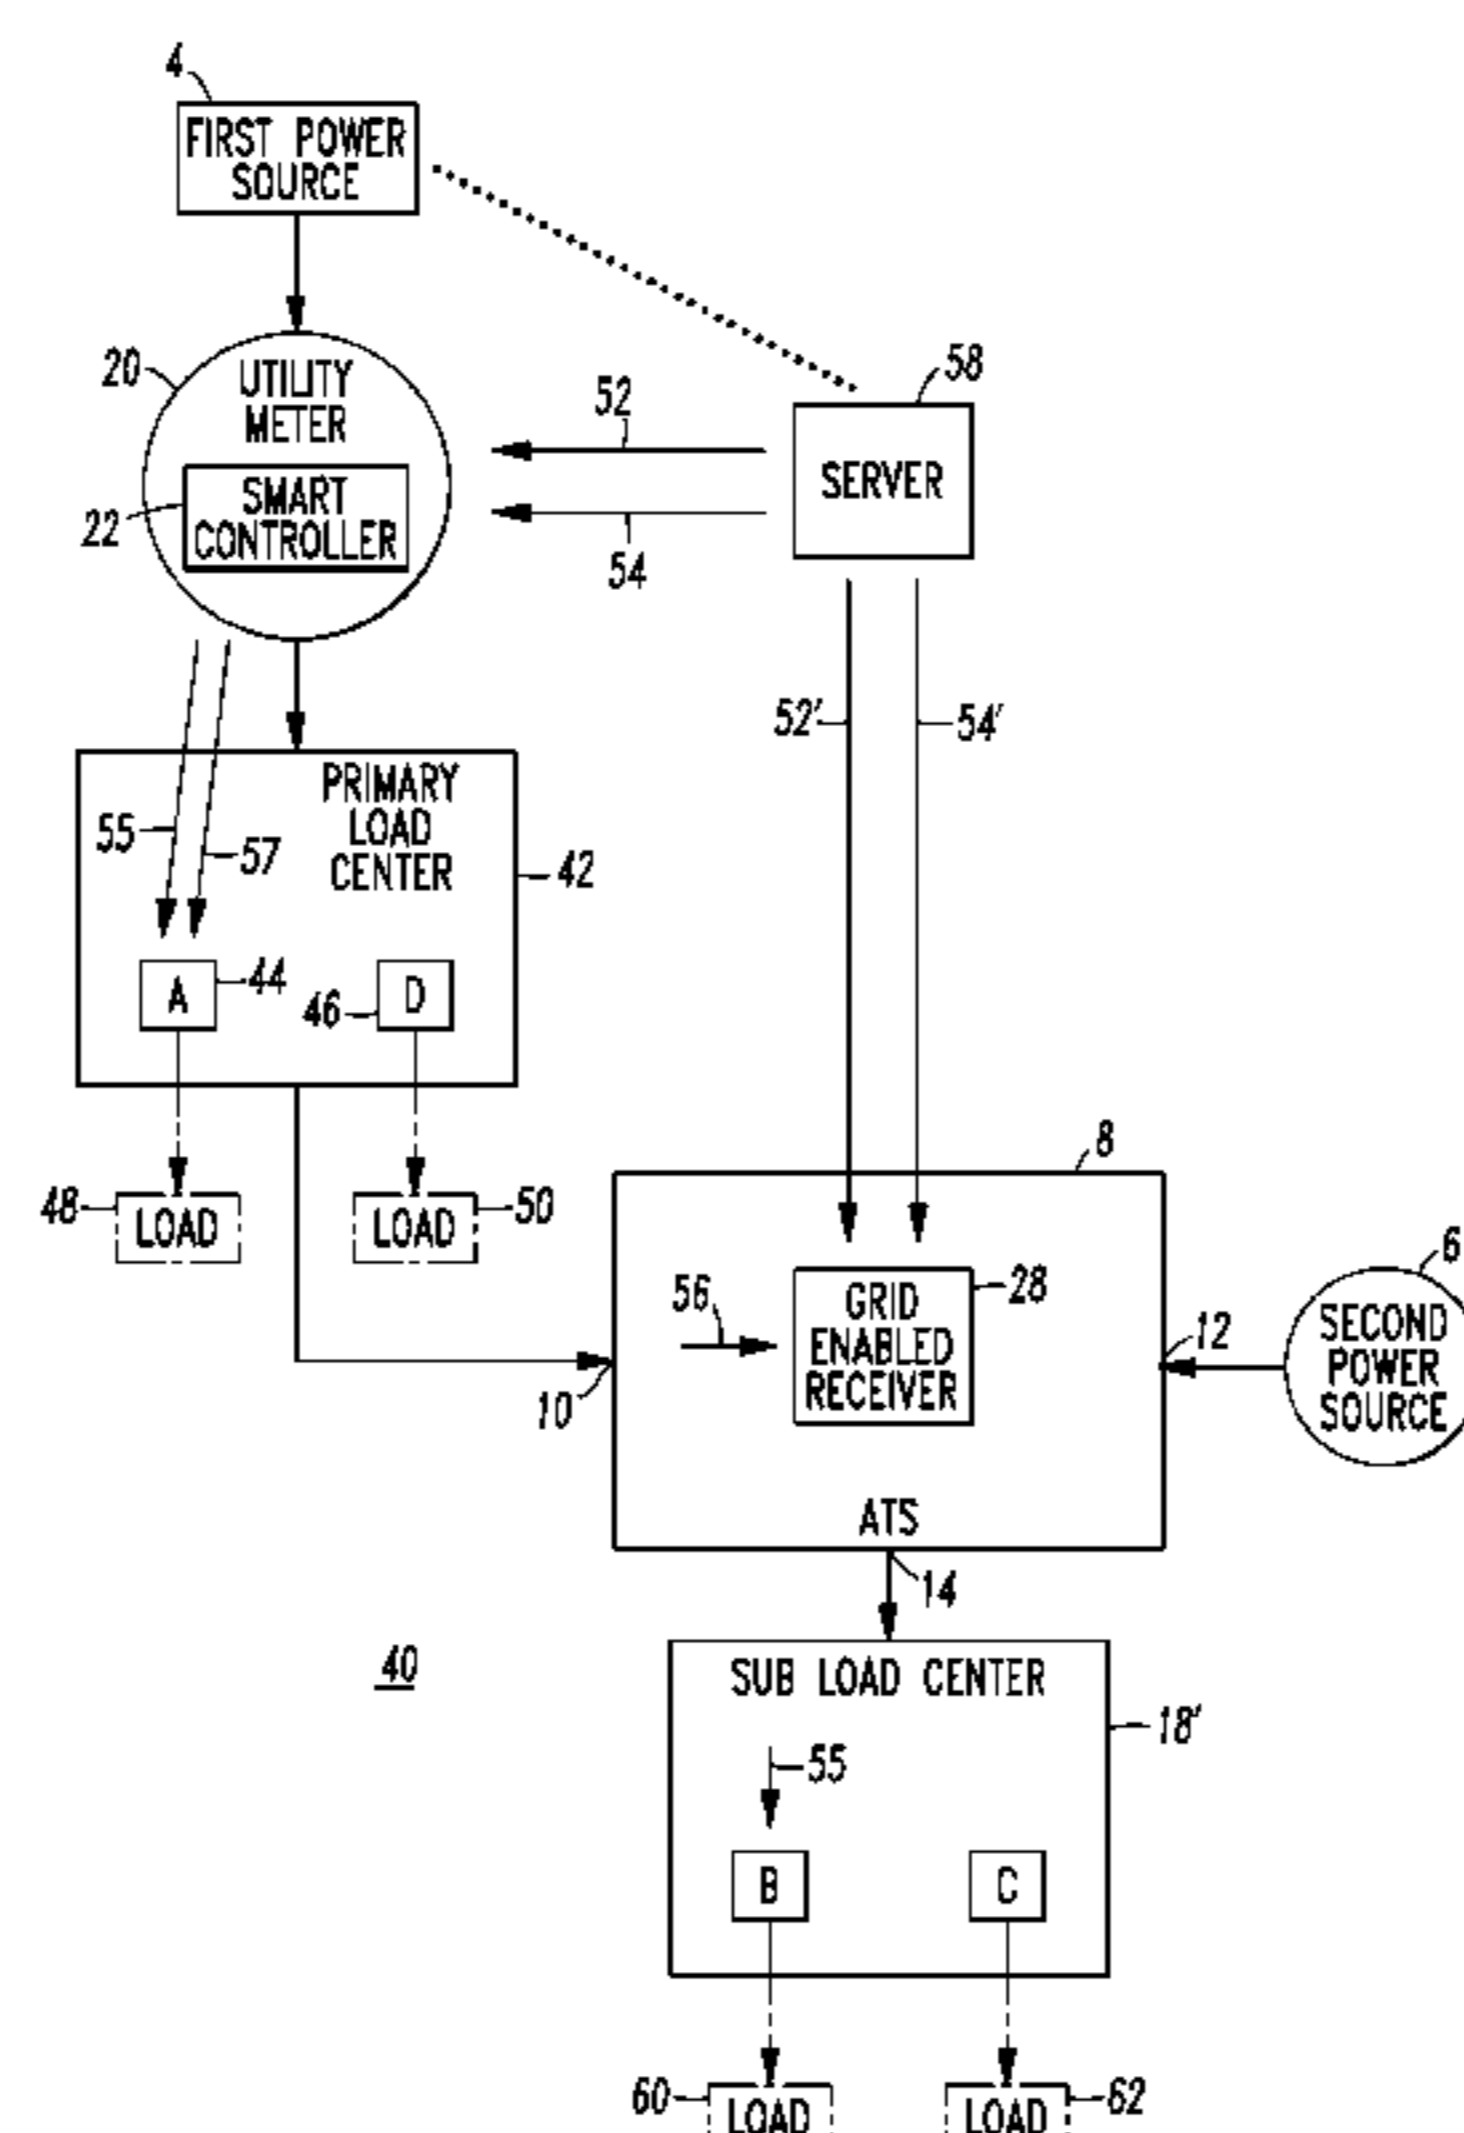 4
FIRST POWER
SOURCE
20
UTILITY
METER
22
SMART
CONTROLLER
52
54
58
SERVER
52'
54'
55
57
PRIMARY
LOAD
CENTER
42
A
44
46
D
48
LOAD
LOAD
50
8
56
GRID
ENABLED
RECEIVER
28
10
12
6
SECOND
POWER
SOURCE
ATS
14
40
SUB LOAD CENTER
18'
55
B
C
60
LOAD
LOAD
62